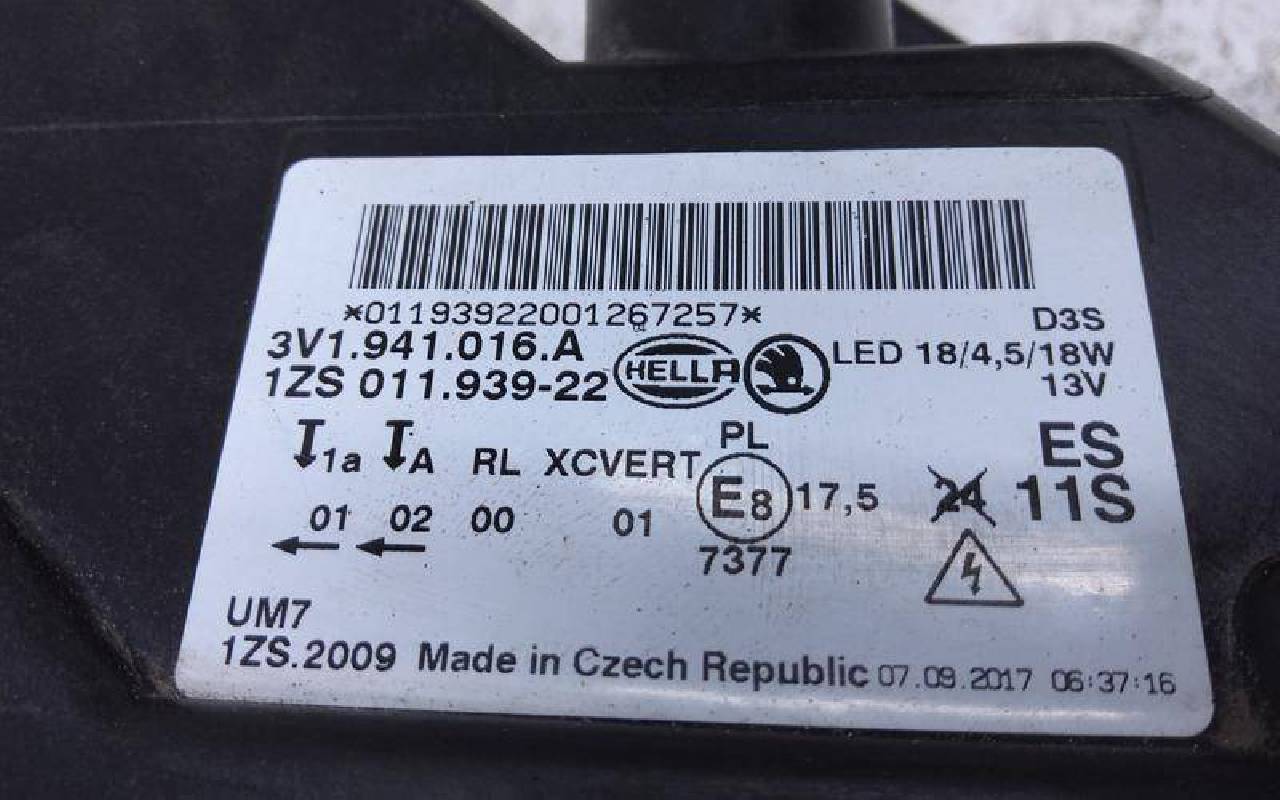 *01193922001267257*
D3S
3V1.941.016.A
HELLA
LED 18/4,5/18W
1ZS 011.939-22
13V
PL
ES
1a A RL XCVERT
E8 17,5 24 11S
01 02 00 01
7377
UM7
1ZS.2009 Made in Czech Republic 07.09.2017 06:37:16